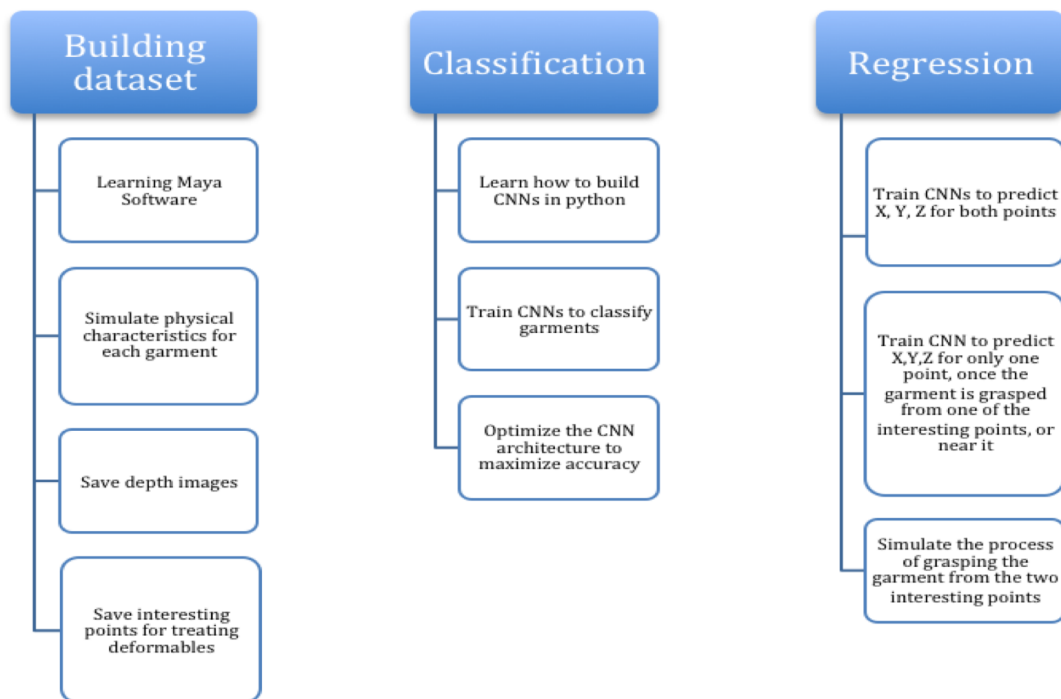 Building
dataset
Learning Maya
Software
Simulate physical
characteristics for
each garment
Save depth images
Save interesting
points for treating
deformables
Classification
Learn how to build
CNNs in python
Train CNNs to classify
garments
Optimize the CNN
architecture to
maximize accuracy
Regression
Train CNNs to predict
X, Y, Z for both points
Train CNN to predict
X,Y,Z for only one
point, once the
garment is grasped
from one of the
interesting points, or
near it
Simulate the process
of grasping the
garment from the two
interesting points